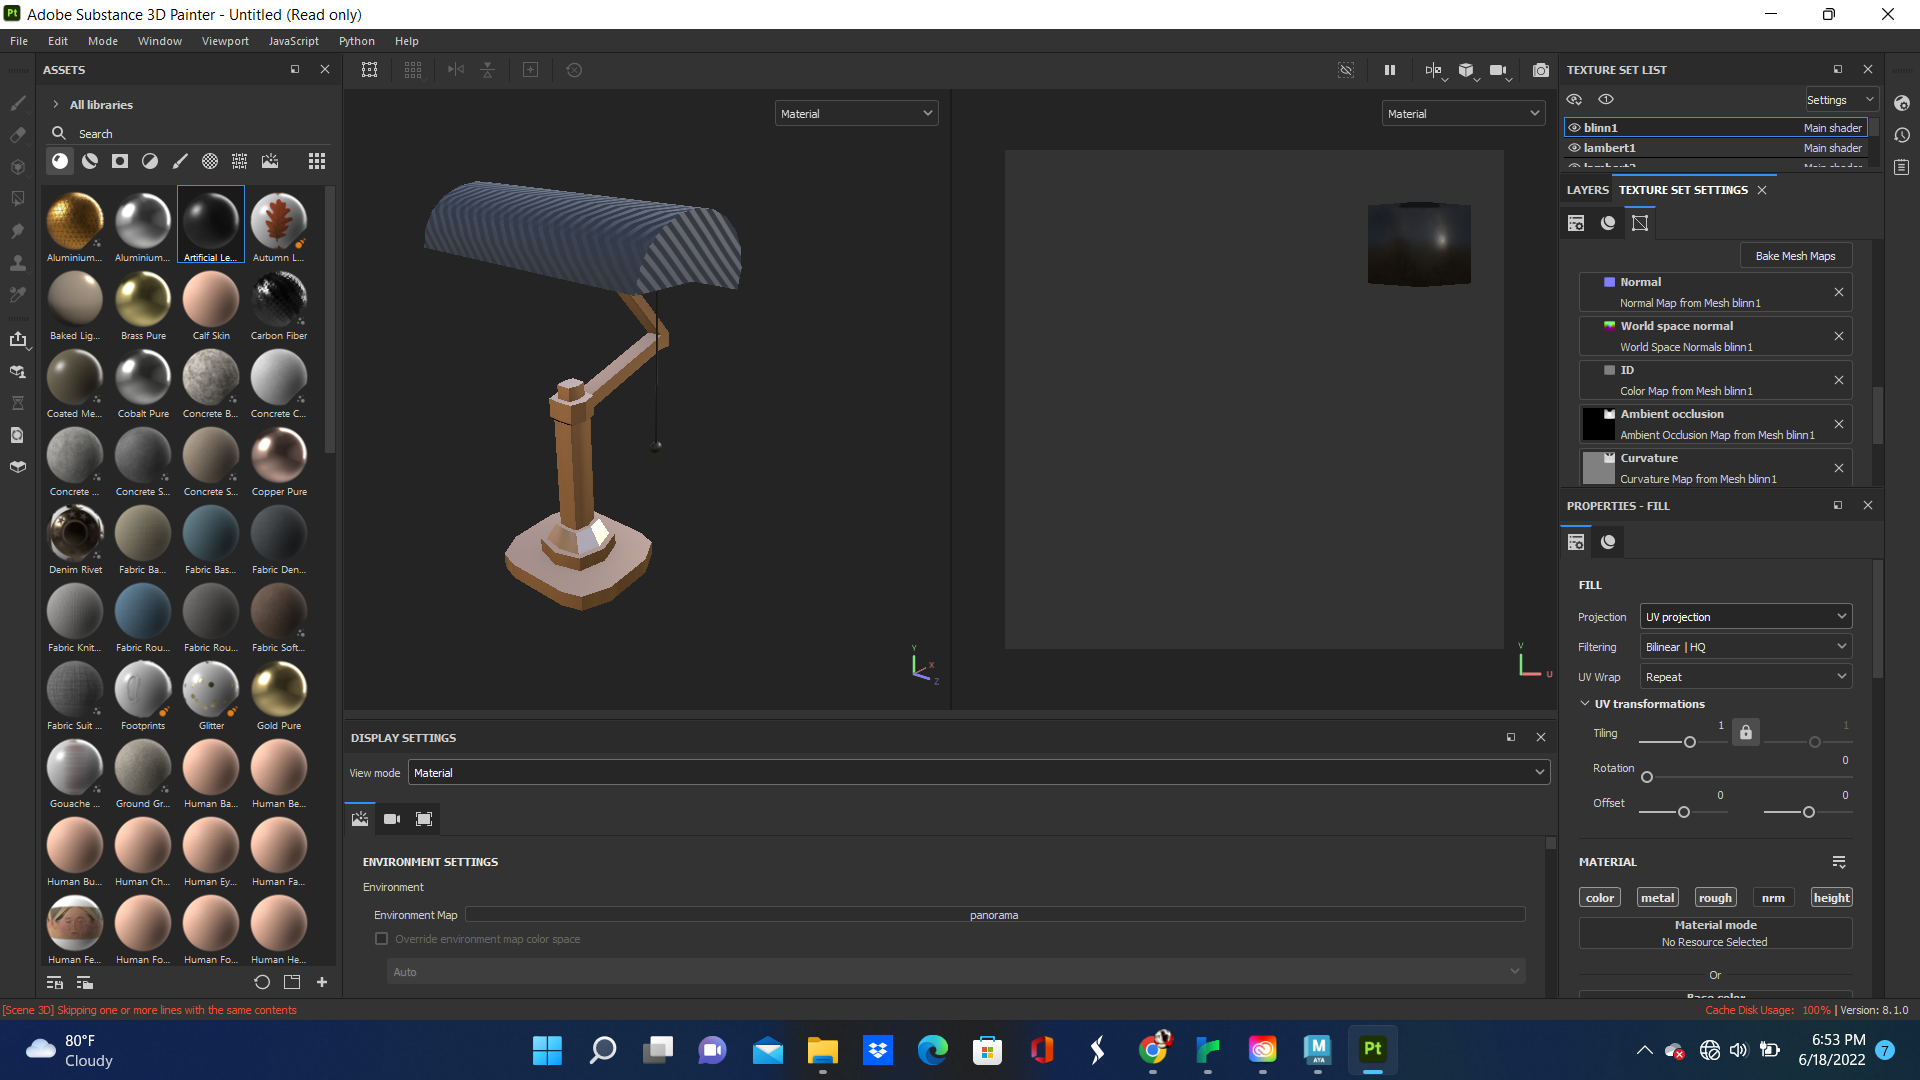 Adobe Substance 3D Painter - Untitled (Read only)
File Edit Mode Window Viewport JavaScript Python Help
ASSETS
All libraries
Search
Aluminium... Aluminium... Artificial Le... Autumn L...
Baked Lig... Brass Pure Calf Skin Carbon Fiber
Coated Me... Cobalt Pure Concrete B... Concrete C...
Concrete ... Concrete S... Concrete S... Copper Pure
Denim Rivet Fabric Ba... Fabric Bas... Fabric Den...
Fabric Knit... Fabric Rou... Fabric Rou... Fabric Soft...
Fabric Suit ... Footprints Glitter Gold Pure
Gouache ... Ground Gr... Human Ba... Human Be...
Human Bu... Human Ch... Human Ey... Human Fa...
Human Fe... Human Fo... Human Fo... Human He...
Material
Material
Y
X
Z
V
U
DISPLAY SETTINGS
View mode Material
ENVIRONMENT SETTINGS
Environment
Environment Map panorama
Override environment map color space
Auto
TEXTURE SET LIST
Settings
blinn1 Main shader
lambert1 Main shader
lambert2 Main shader
LAYERS TEXTURE SET SETTINGS
Bake Mesh Maps
Normal
Normal Map from Mesh blinn1
World space normal
World Space Normals blinn1
ID
Color Map from Mesh blinn1
Ambient occlusion
Ambient Occlusion Map from Mesh blinn1
Curvature
Curvature Map from Mesh blinn1
PROPERTIES - FILL
FILL
Projection UV projection
Filtering Bilinear | HQ
UV Wrap Repeat
UV transformations
Tiling 1 1
Rotation 0
Offset 0 0
MATERIAL
color metal rough nrm height
Material mode
No Resource Selected
Or
Base color
[Scene 3D] Skipping one or more lines with the same contents
Cache Disk Usage: 100% | Version: 8.1.0
80°F
Cloudy
M
AYA
Pt
6:53 PM
6/18/2022
7